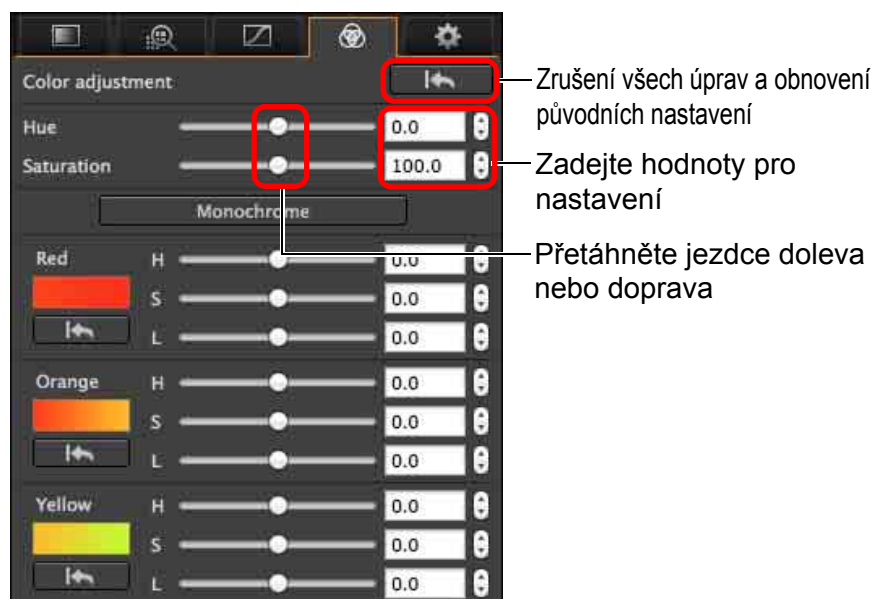 Color adjustment
Zrušení všech úprav a obnovení
původních nastavení
Hue 0.0
Saturation 100.0
Zadejte hodnoty pro
nastavení
Monochrome
Přetáhněte jezdce doleva
nebo doprava
Red H 0.0
S 0.0
L 0.0
Orange H 0.0
S 0.0
L 0.0
Yellow H 0.0
S 0.0
L 0.0